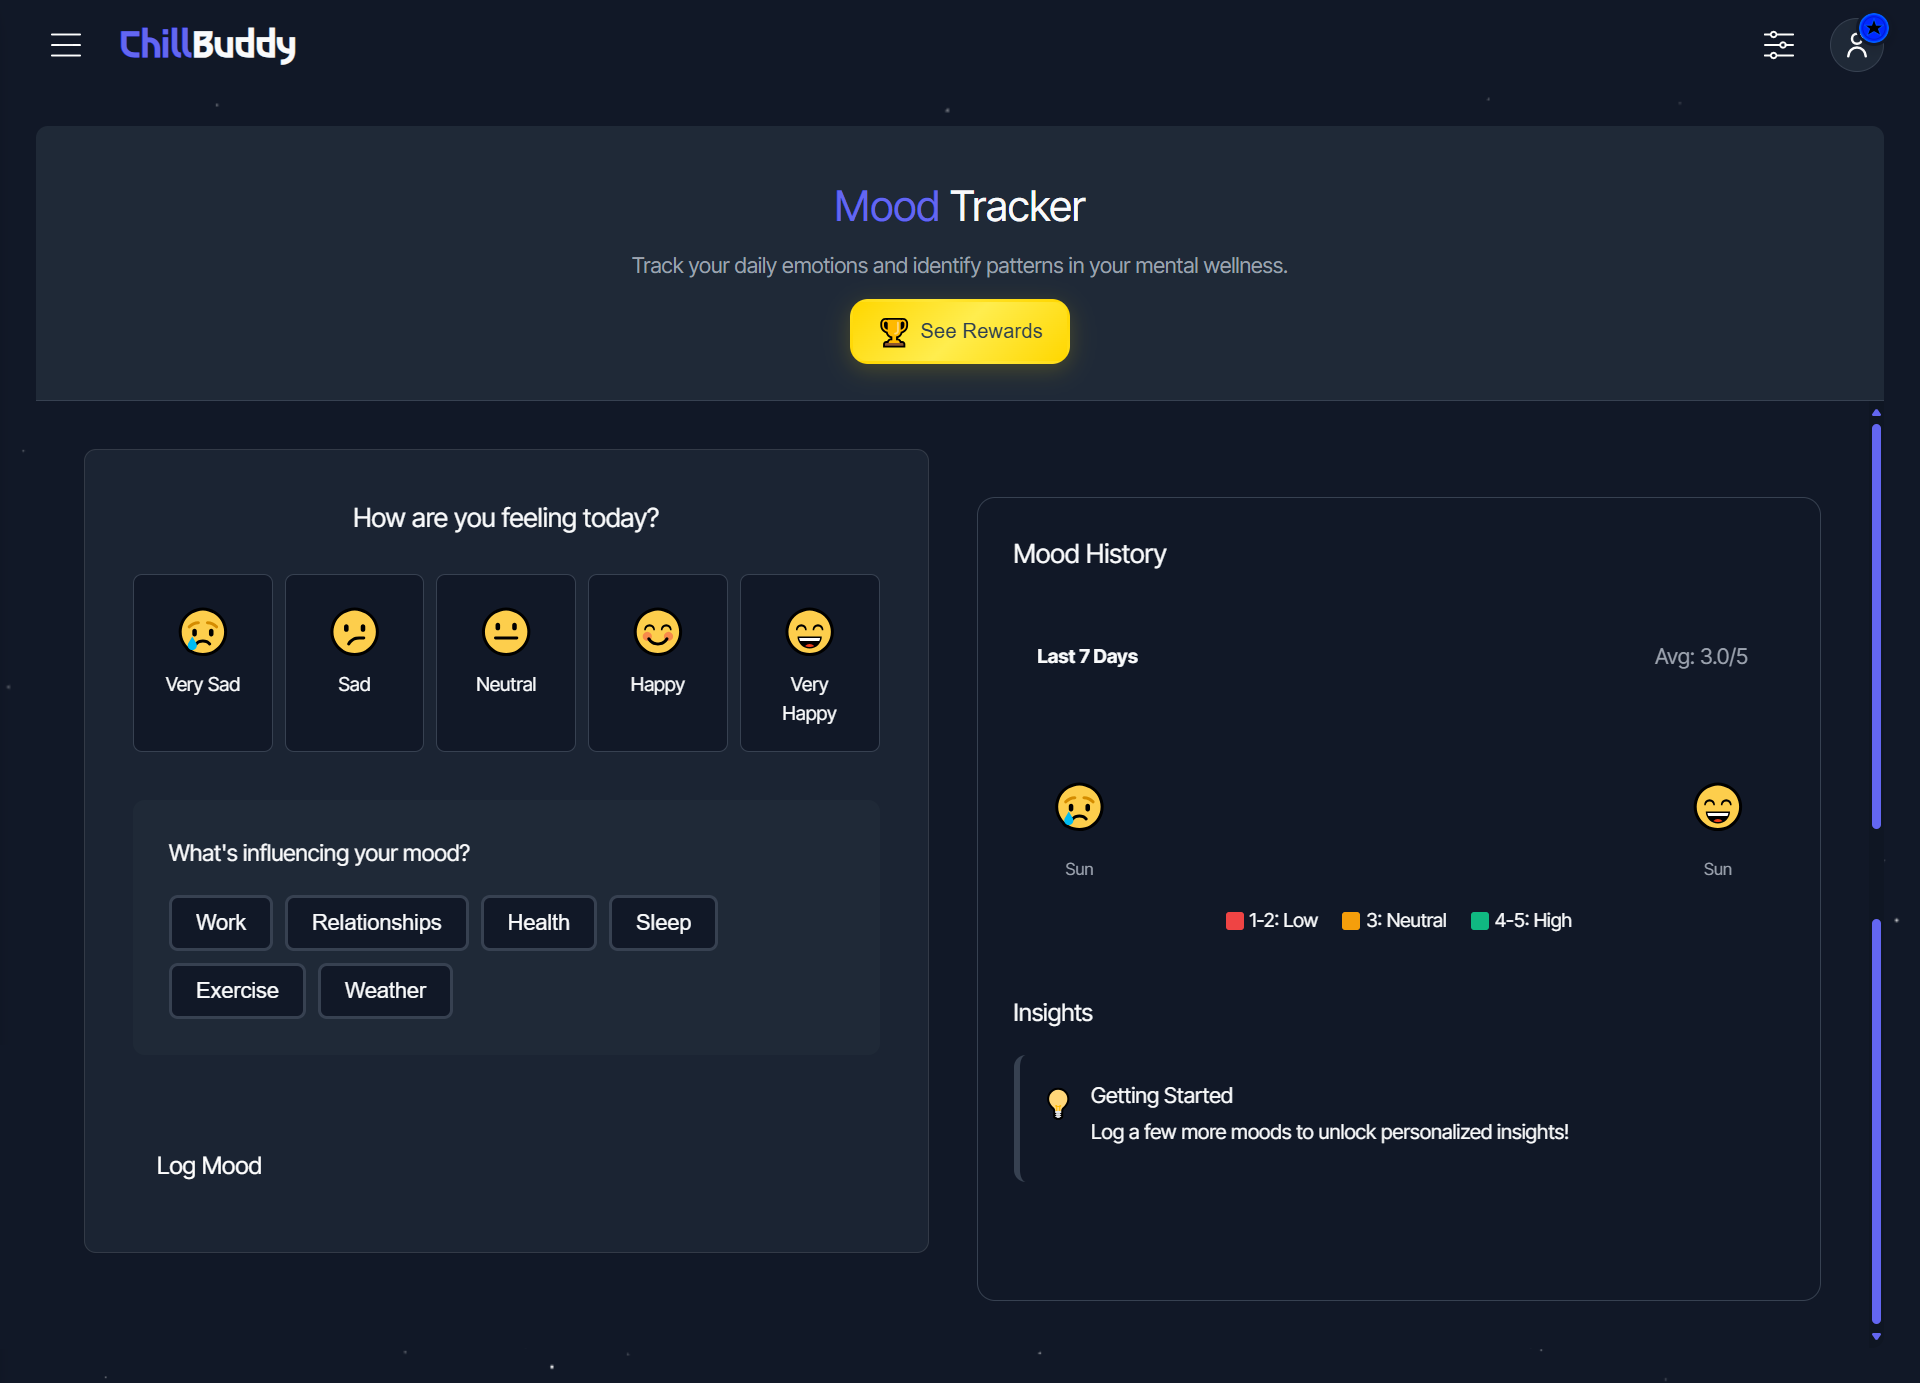 ChillBuddy
Mood Tracker
Track your daily emotions and identify patterns in your mental wellness.
See Rewards
How are you feeling today?
Very Sad
Sad
Neutral
Happy
Very
Happy
What's influencing your mood?
Work
Relationships
Health
Sleep
Exercise
Weather
Log Mood
Mood History
Last 7 Days
Avg: 3.0/5
Sun
Sun
1-2: Low
3: Neutral
4-5: High
Insights
Getting Started
Log a few more moods to unlock personalized insights!